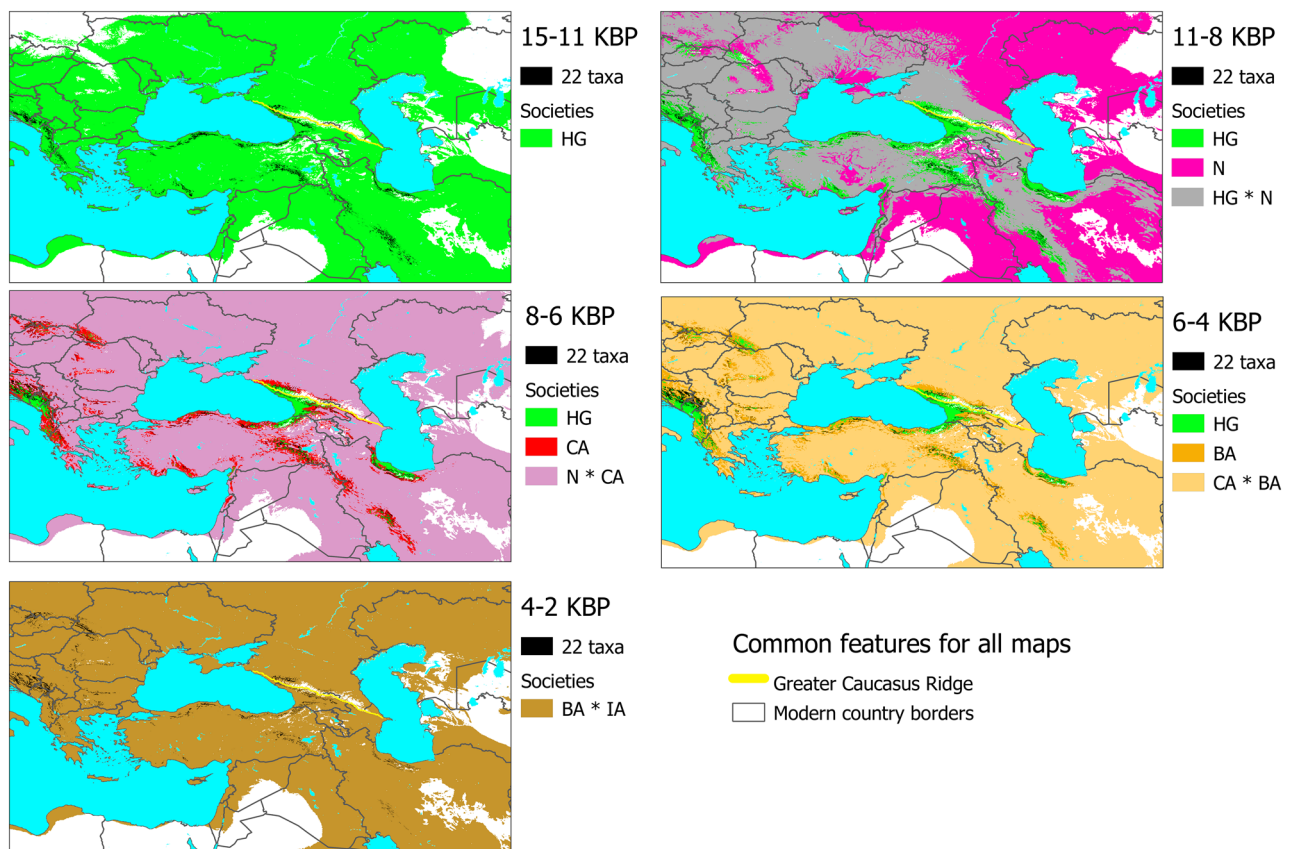 15-11 KBP
22 taxa
Societies
HG
11-8 KBP
22 taxa
Societies
HG
N
HG * N
8-6 KBP
22 taxa
Societies
HG
CA
N * CA
6-4 KBP
22 taxa
Societies
HG
BA
CA * BA
4-2 KBP
22 taxa
Societies
BA * IA
Common features for all maps
Greater Caucasus Ridge
Modern country borders